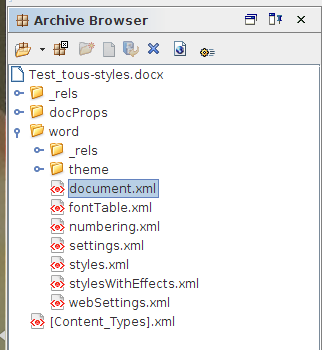 Archive Browser
Test_tous-styles.docx
_rels
docProps
word
_rels
theme
document.xml
fontTable.xml
numbering.xml
settings.xml
styles.xml
stylesWithEffects.xml
webSettings.xml
[Content_Types].xml